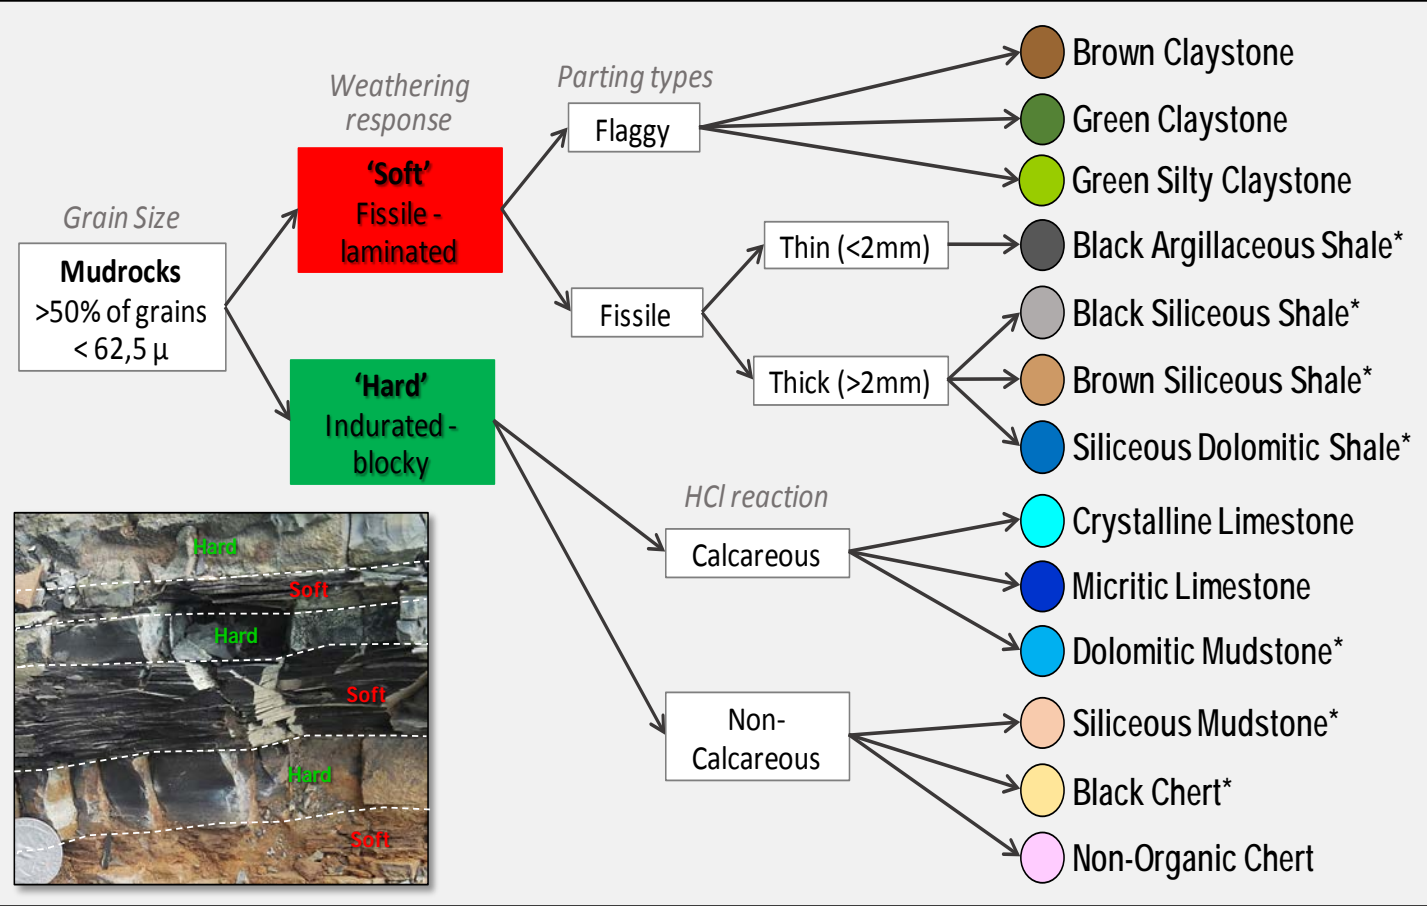 Grain Size
Mudrocks
>50% of grains
< 62,5 µ
Weathering
response
‘Soft’
Fissile -
laminated
‘Hard’
Indurated -
blocky
Parting types
Flaggy
Fissile
Thin (<2mm)
Thick (>2mm)
HCl reaction
Calcareous
Non-
Calcareous
Brown Claystone
Green Claystone
Green Silty Claystone
Black Argillaceous Shale*
Black Siliceous Shale*
Brown Siliceous Shale*
Siliceous Dolomitic Shale*
Crystalline Limestone
Micritic Limestone
Dolomitic Mudstone*
Siliceous Mudstone*
Black Chert*
Non-Organic Chert
Hard
Soft
Hard
Soft
Hard
Soft